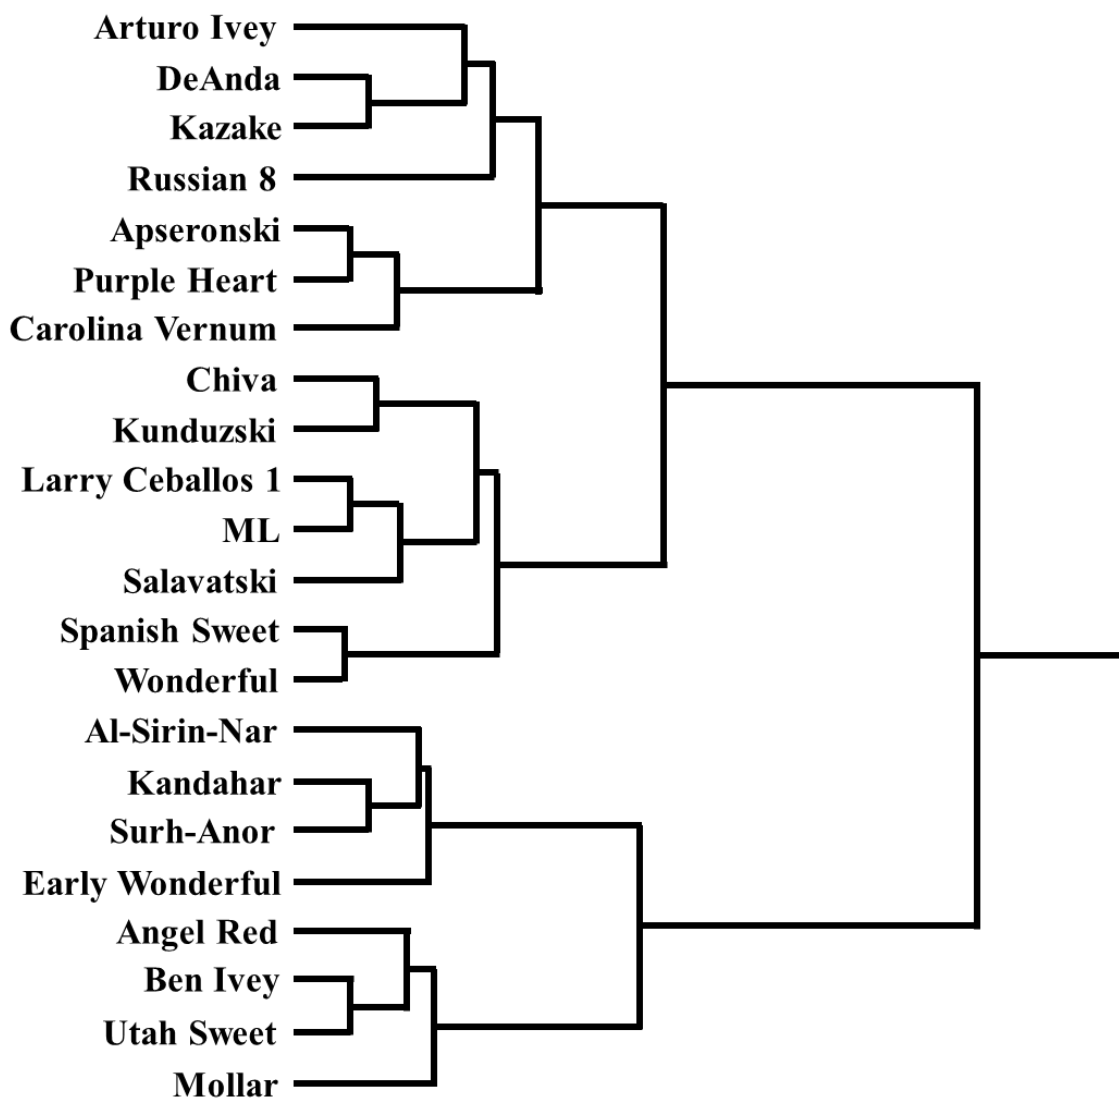 Arturo Ivey
DeAnda
Kazake
Russian 8
Apseronski
Purple Heart
Carolina Vernum
Chiva
Kunduzski
Larry Ceballos 1
ML
Salavatski
Spanish Sweet
Wonderful
Al-Sirin-Nar
Kandahar
Surh-Anor
Early Wonderful
Angel Red
Ben Ivey
Utah Sweet
Mollar